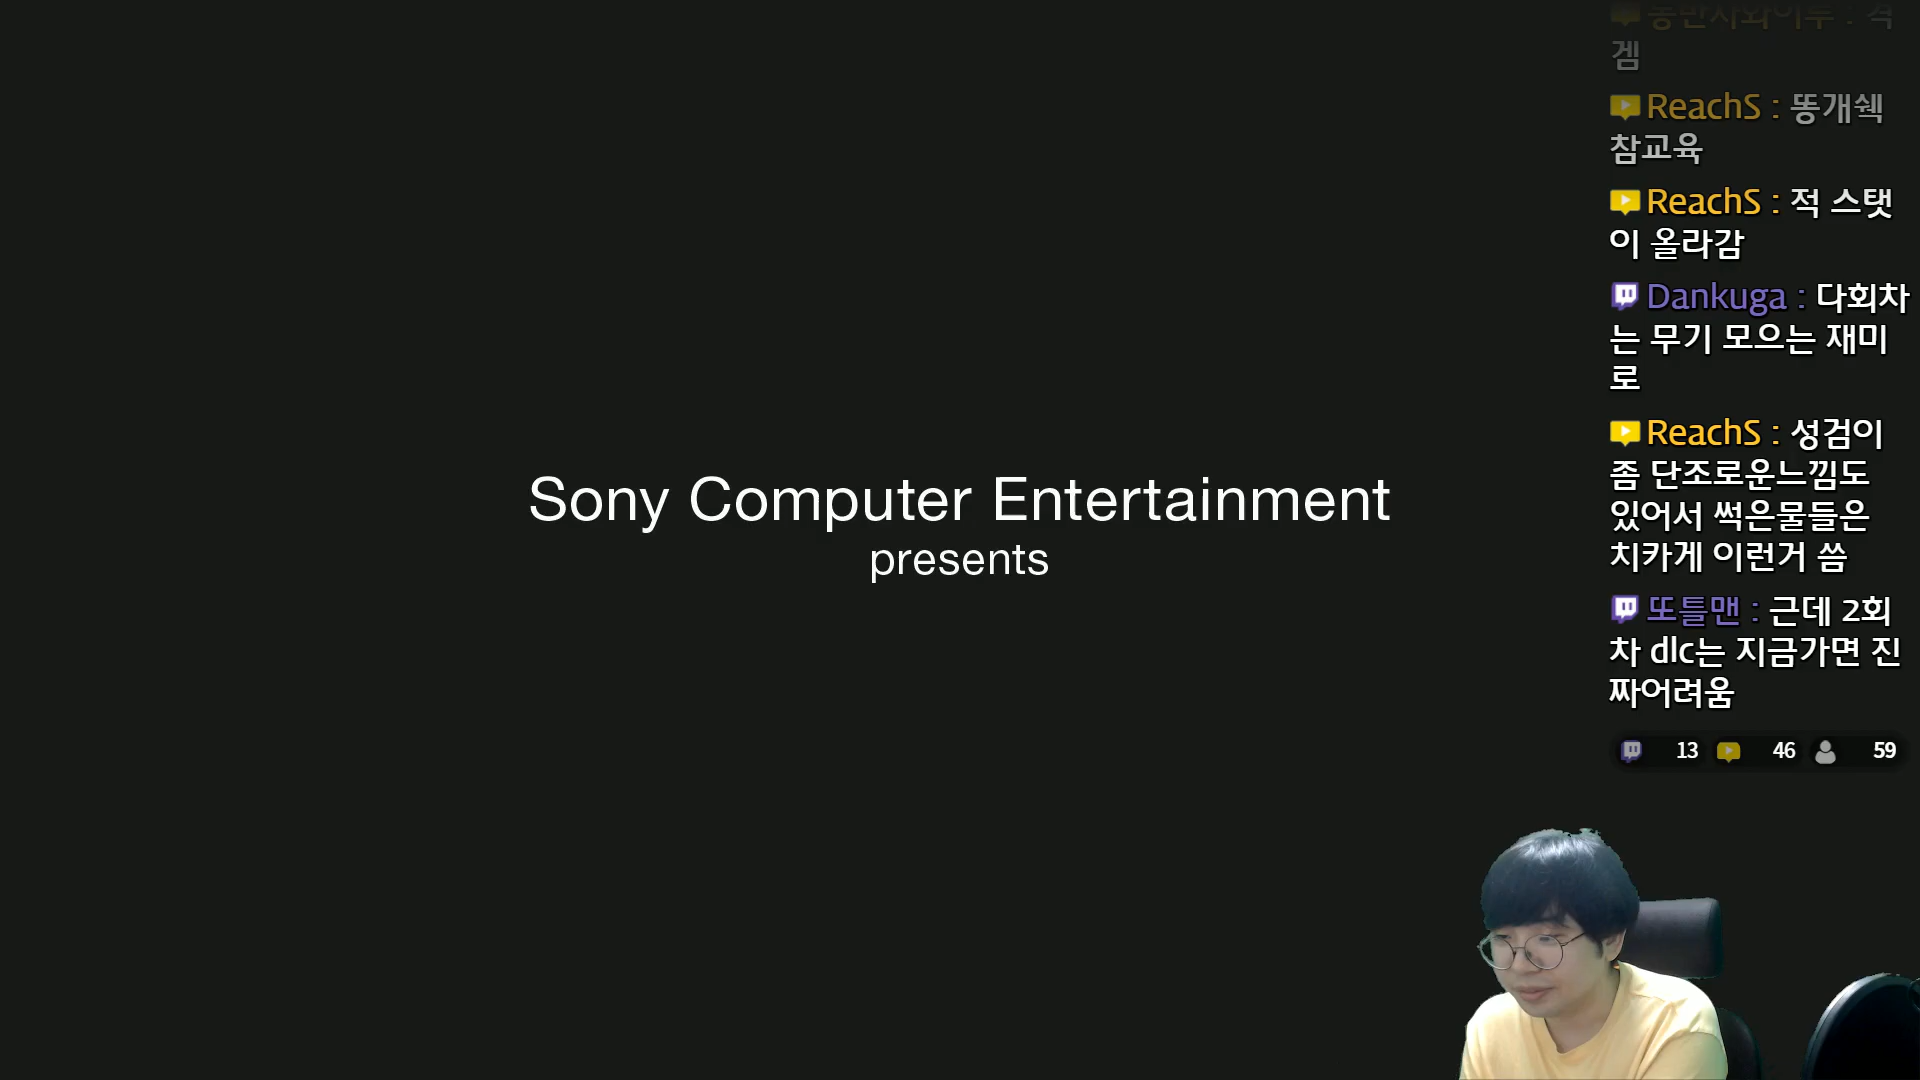 겜
ReachS : 똥개쉑
참교육
ReachS : 적 스탯
이 올라감
Dankuga : 다회차
는 무기 모으는 재미
로
ReachS : 성검이
좀 단조로운느낌도
있어서 썩은물들은
치카게 이런거 씀
또틀맨 : 근데 2회
차 dlc는 지금가면 진
짜어려움
13 46 59
Sony Computer Entertainment
presents